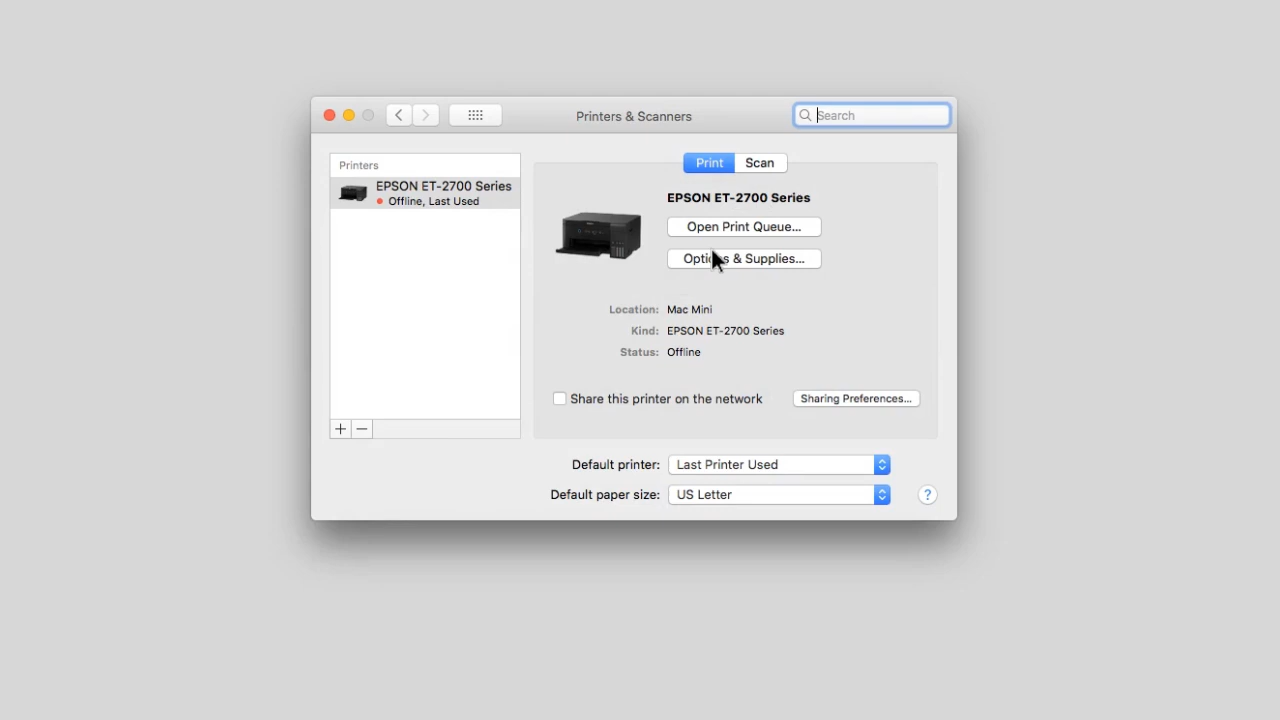 Printers & Scanners
Search
Printers
EPSON ET-2700 Series
Offline, Last Used
Print
Scan
EPSON ET-2700 Series
Open Print Queue...
Options & Supplies...
Location: Mac Mini
Kind: EPSON ET-2700 Series
Status: Offline
Share this printer on the network
Sharing Preferences...
Default printer: Last Printer Used
Default paper size: US Letter
?